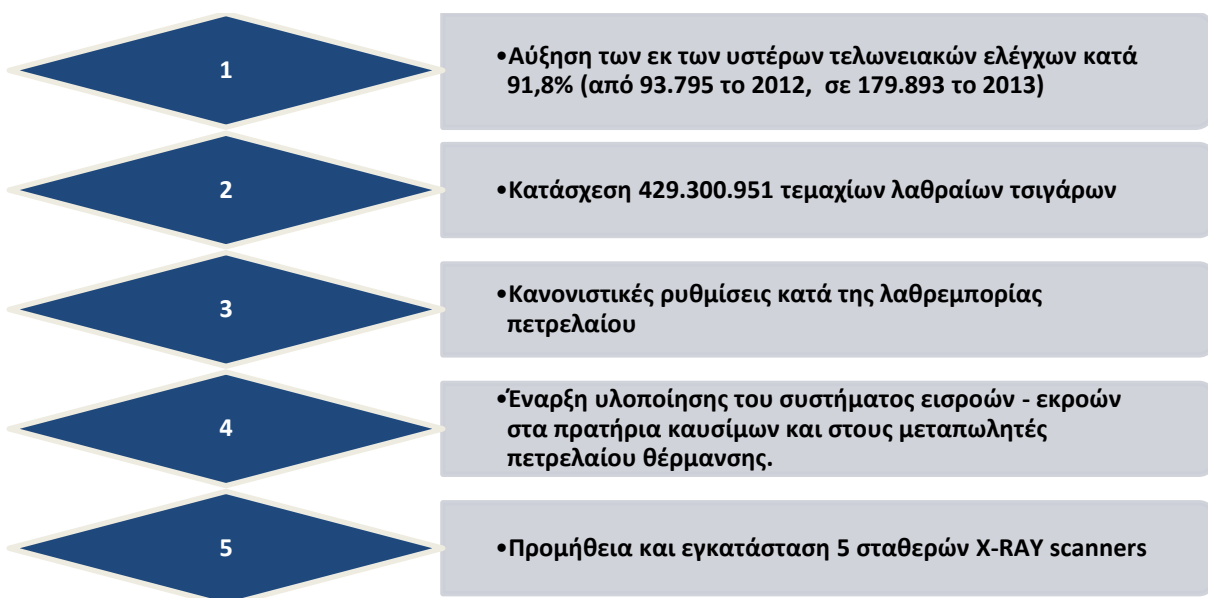 1
•Αύξηση των εκ των υστέρων τελωνειακών ελέγχων κατά
91,8% (από 93.795 το 2012, σε 179.893 το 2013)
2
•Κατάσχεση 429.300.951 τεμαχίων λαθραίων τσιγάρων
3
•Κανονιστικές ρυθμίσεις κατά της λαθρεμπορίας
πετρελαίου
4
•Έναρξη υλοποίησης του συστήματος εισροών - εκροών
στα πρατήρια καυσίμων και στους μεταπωλητές
πετρελαίου θέρμανσης.
5
•Προμήθεια και εγκατάσταση 5 σταθερών X-RAY scanners